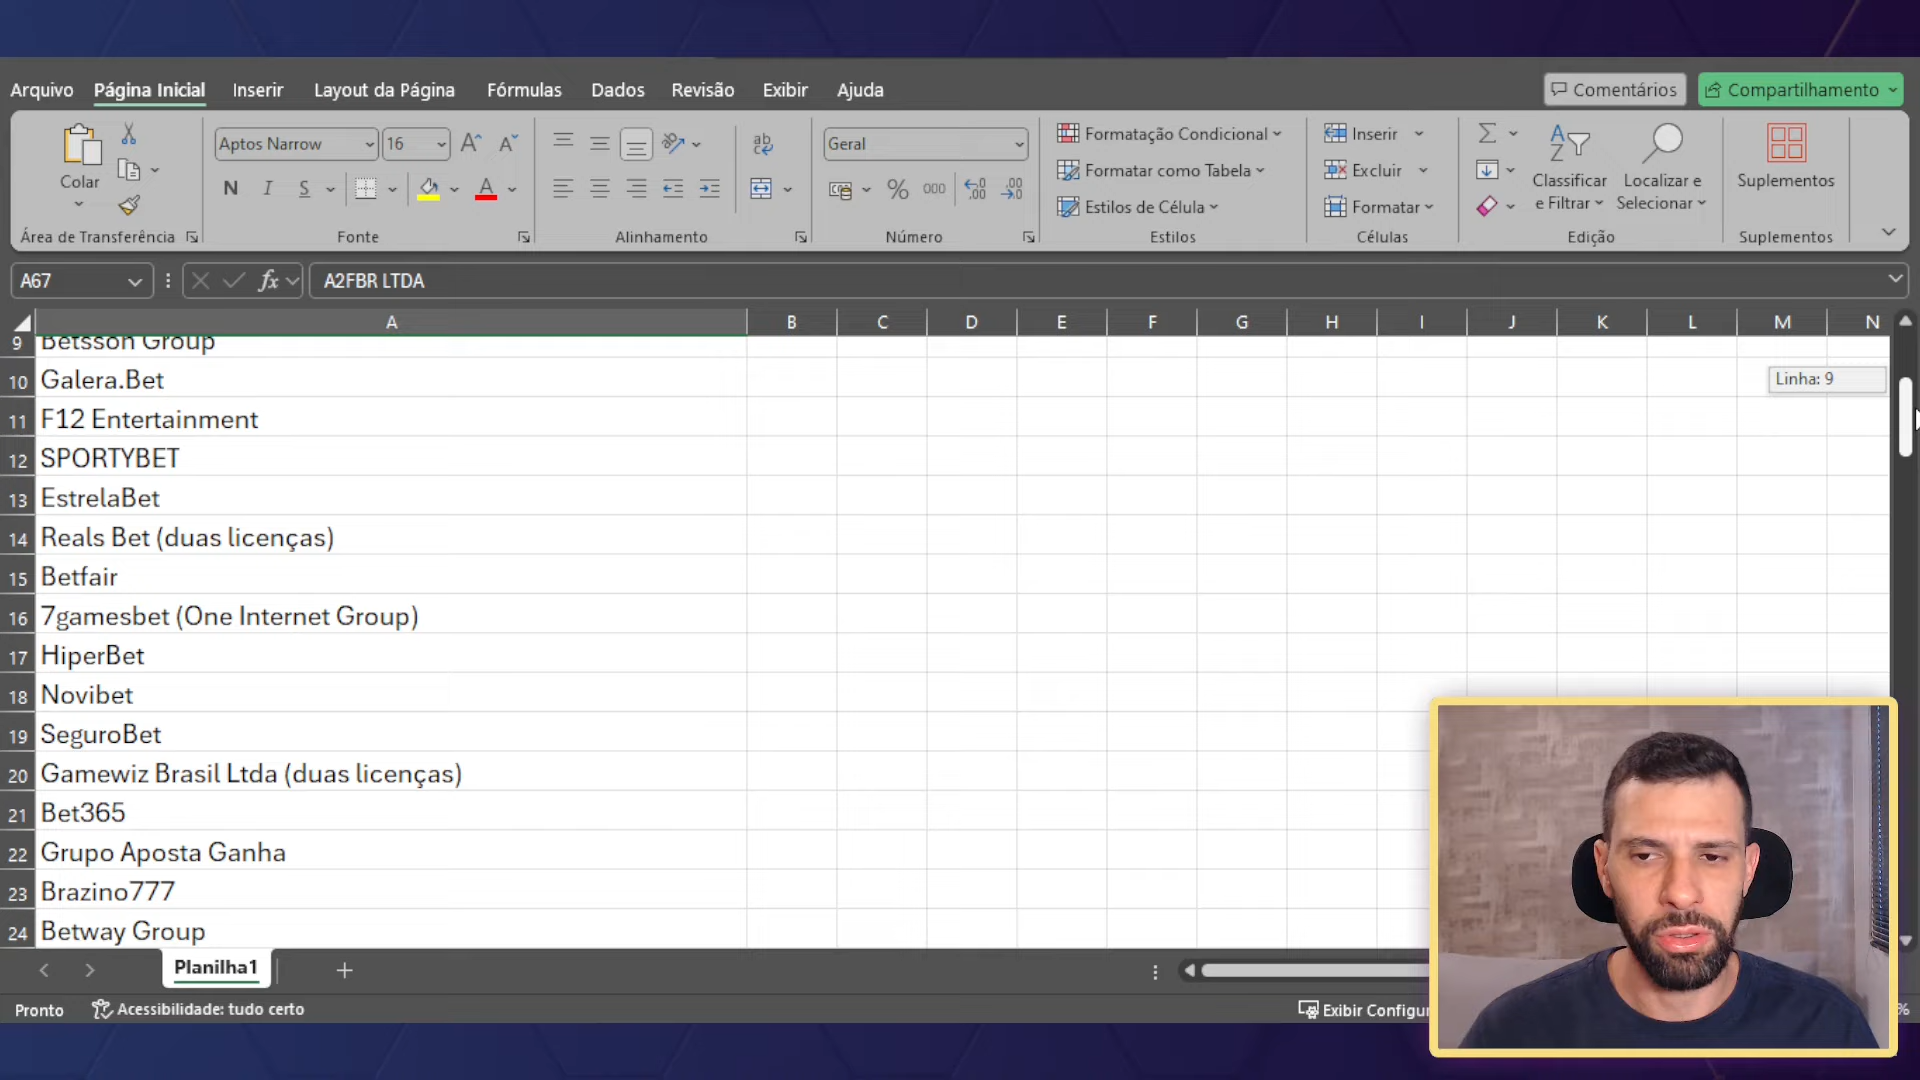 Arquivo Página Inicial Inserir Layout da Página Fórmulas Dados Revisão Exibir Ajuda Comentários Compartilhamento
Colar
Área de Transferência
Aptos Narrow 16
N I S
Fonte
Alinhamento
Geral
% 000
Número
Formatação Condicional
Formatar como Tabela
Estilos de Célula
Estilos
Inserir
Excluir
Formatar
Células
Classificar e Filtrar
Localizar e Selecionar
Edição
Suplementos
Suplementos
A67 fx A2FBR LTDA
A B C D E F G H I J K L M N
9 Betsson Group
10 Galera.Bet
Linha: 9
11 F12 Entertainment
12 SPORTYBET
13 EstrelaBet
14 Reals Bet (duas licenças)
15 Betfair
16 7gamesbet (One Internet Group)
17 HiperBet
18 Novibet
19 SeguroBet
20 Gamewiz Brasil Ltda (duas licenças)
21 Bet365
22 Grupo Aposta Ganha
23 Brazino777
24 Betway Group
Planilha1
Pronto Acessibilidade: tudo certo Exibir Configur %